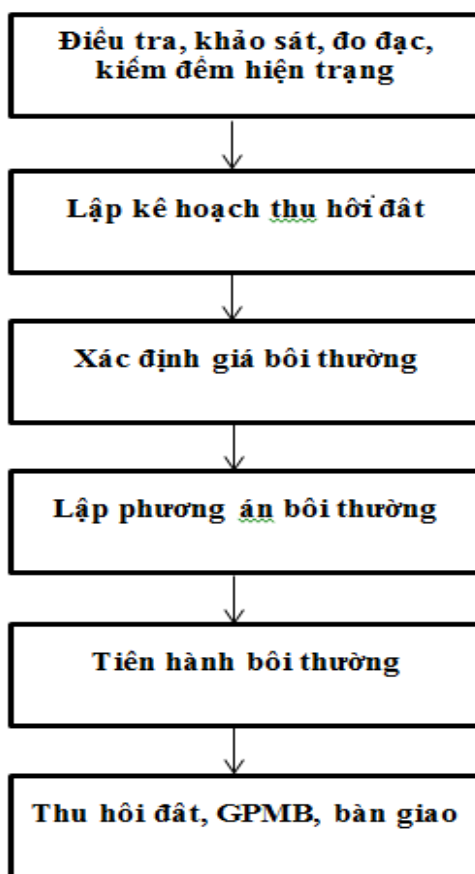 Điều tra, khảo sát, đo đạc,
kiểm đếm hiện trạng
Lập kế hoạch thu hồi đất
Xác định giá bồi thường
Lập phương án bồi thường
Tiến hành bồi thường
Thu hồi đất, GPMB, bàn giao